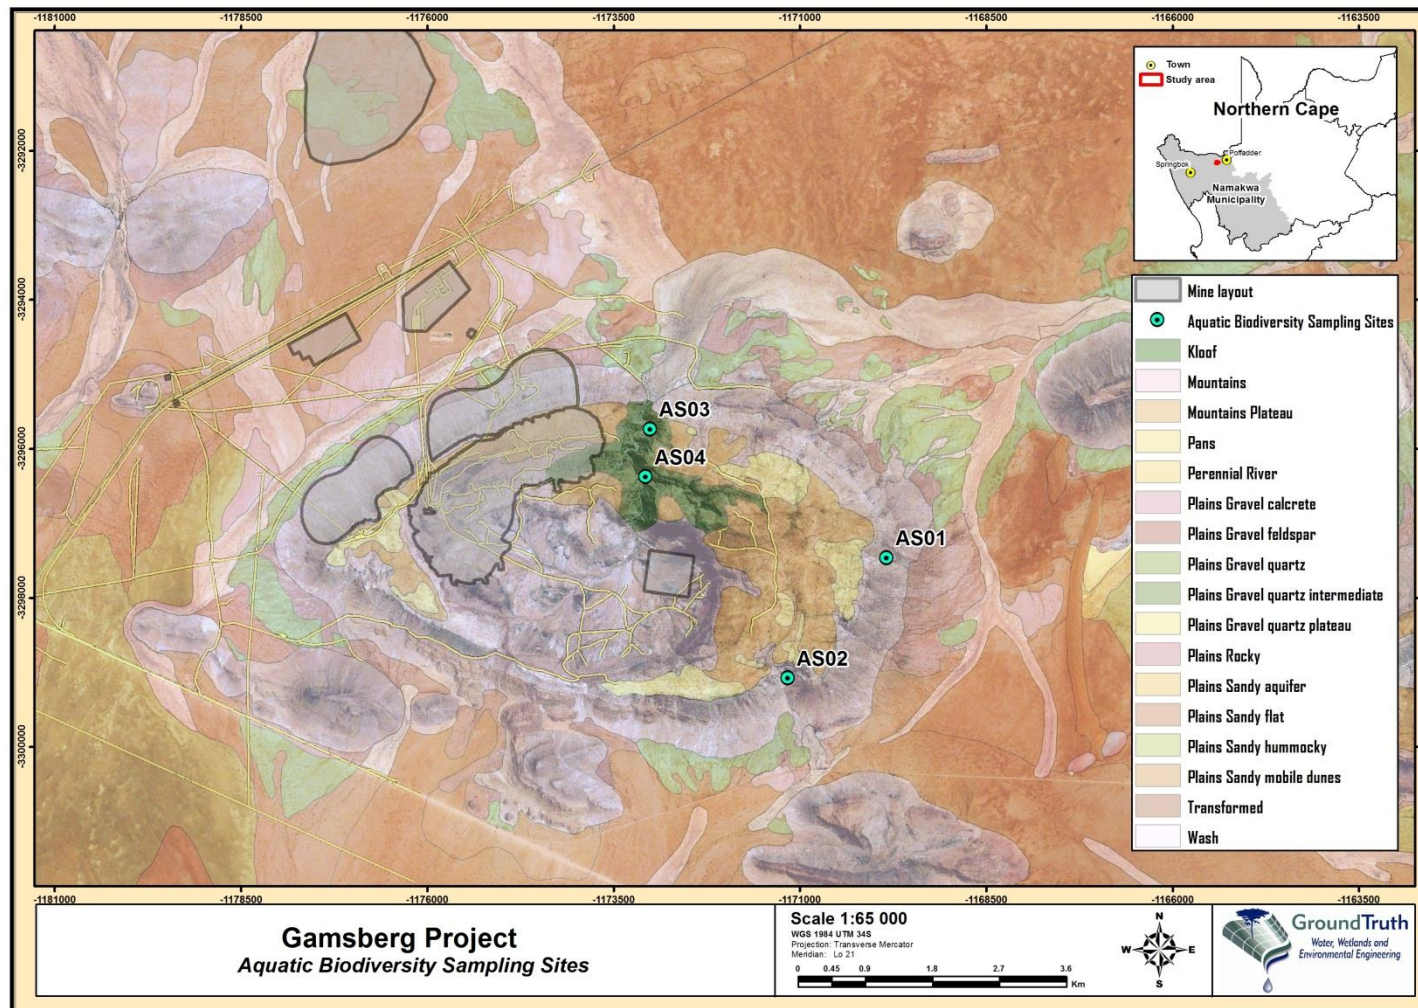 -1181000
-1178500
-1176000
-1173500
-1171000
-1168500
-1166000
-1163500
Town
Study area
Northern Cape
Poffadder
Springbok
Namakwa
Municipality
-3292000
-3292000
-3294000
-3294000
-3296000
-3296000
-3298000
-3298000
-3300000
-3300000
AS03
AS04
AS01
AS02
Mine layout
Aquatic Biodiversity Sampling Sites
Kloof
Mountains
Mountains Plateau
Pans
Perennial River
Plains Gravel calcrete
Plains Gravel feldspar
Plains Gravel quartz
Plains Gravel quartz intermediate
Plains Gravel quartz plateau
Plains Rocky
Plains Sandy aquifer
Plains Sandy flat
Plains Sandy hummocky
Plains Sandy mobile dunes
Transformed
Wash
-1181000
-1178500
-1176000
-1173500
-1171000
-1168500
-1166000
-1163500
Gamsberg Project
Aquatic Biodiversity Sampling Sites
Scale 1:65 000
WGS 1984 UTM 34S
Projection: Transverse Mercator
Meridian: Lo 21
0 0.45 0.9 1.8 2.7 3.6
Km
N
W E
S
GroundTruth
Water, Wetlands and
Environmental Engineering